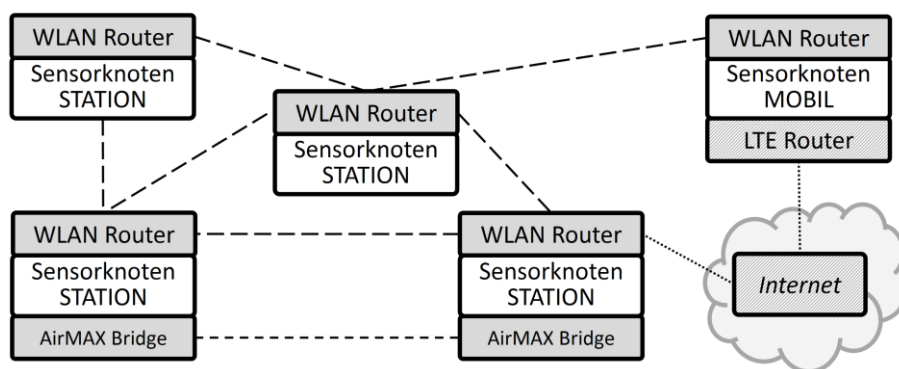 WLAN Router
Sensorknoten
STATION
WLAN Router
Sensorknoten
STATION
WLAN Router
Sensorknoten
MOBIL
LTE Router
WLAN Router
Sensorknoten
STATION
AirMAX Bridge
WLAN Router
Sensorknoten
STATION
AirMAX Bridge
Internet